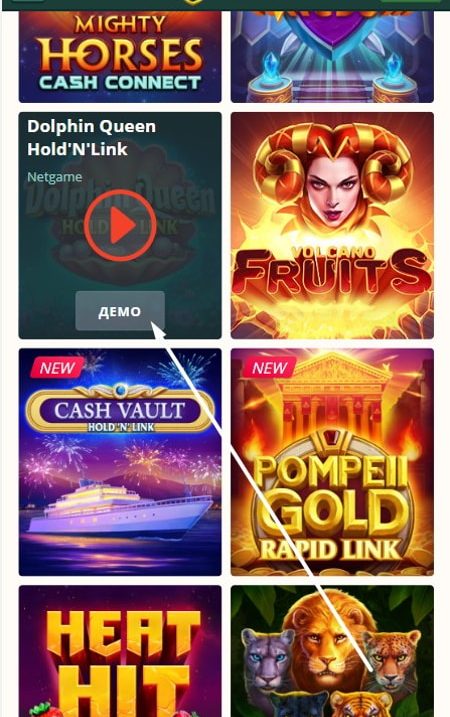 MIGHTY
HORSES
CASH CONNECT
KINGDOM
Dolphin Queen
Hold'N'Link
Netgame
Dolphin Queen
HOLD 'N' LINK
ДЕМО
VOLCANO
FRUITS
NEW
CASH VAULT
HOLD 'N' LINK
NEW
POMPEII
GOLD
RAPID LINK
HEAT
HIT